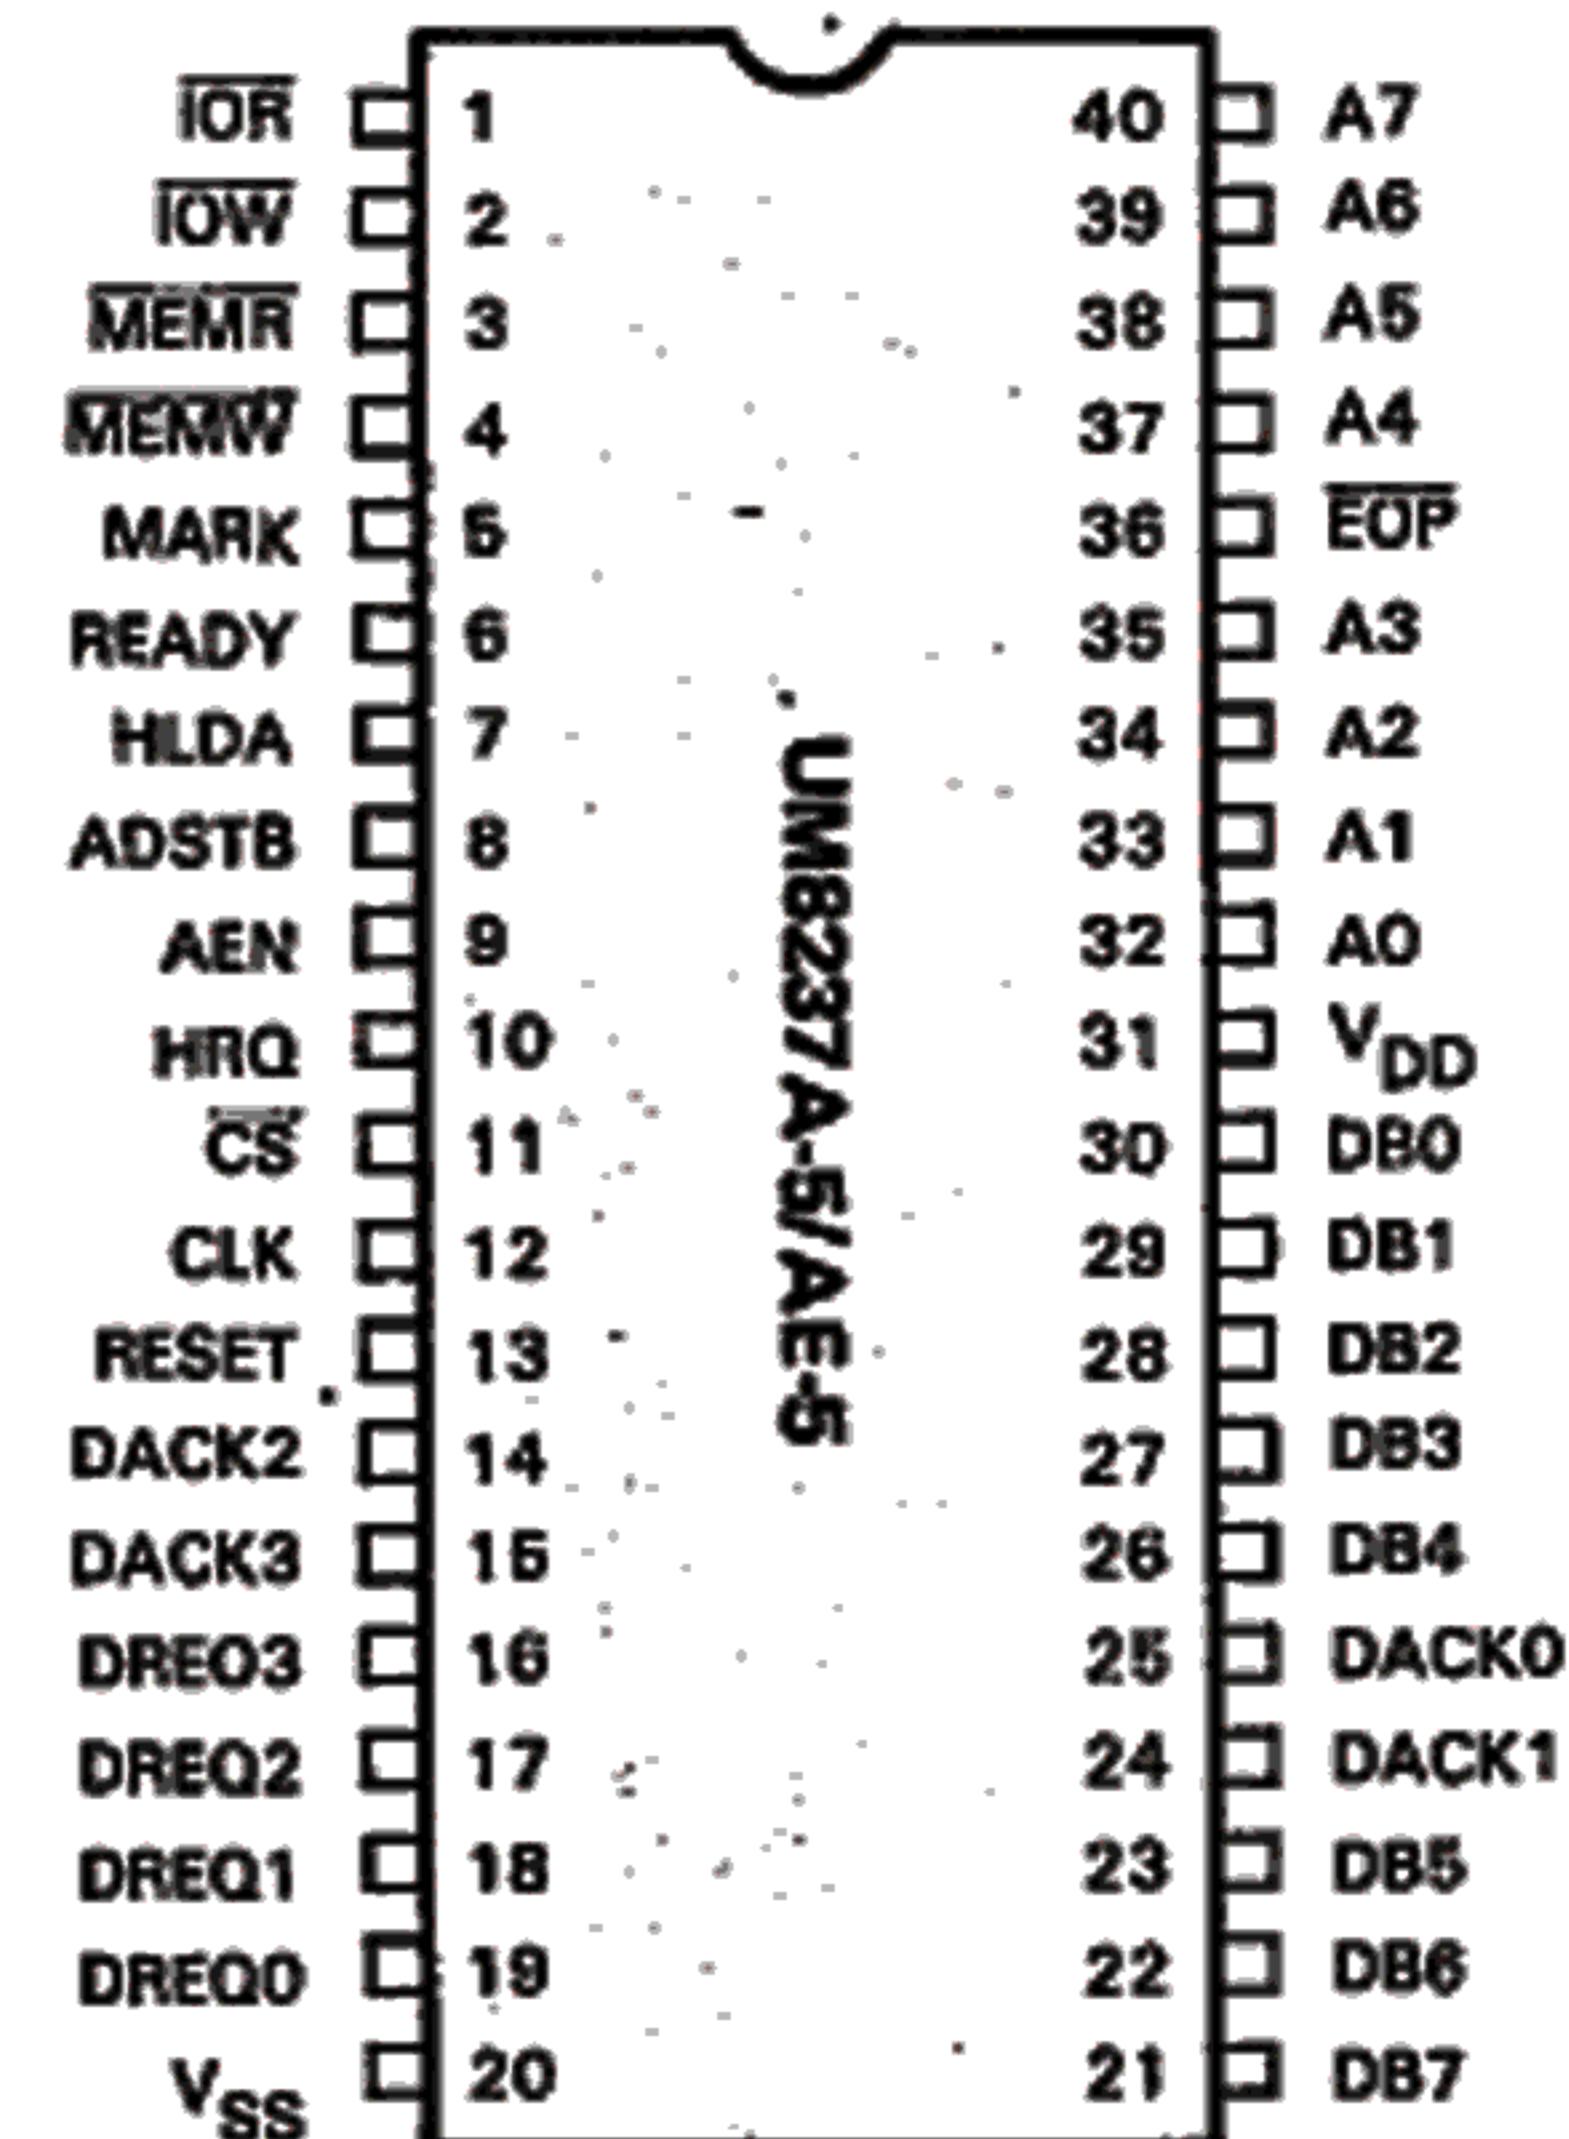 IOR 1 40 A7
IOW 2 39 A6
MEMR 3 38 A5
MEMW 4 37 A4
MARK 5 36 EOP
READY 6 35 A3
HLDA 7 34 A2
ADSTB 8 33 A1
AEN 9 32 A0
HRQ 10 31 VDD
CS 11 30 DB0
CLK 12 29 DB1
RESET 13 28 DB2
DACK2 14 27 DB3
DACK3 15 26 DB4
DREO3 16 25 DACK0
DREQ2 17 24 DACK1
DREQ1 18 23 DB5
DREQ0 19 22 DB6
VSS 20 21 DB7
UM8237A-5/AE-5